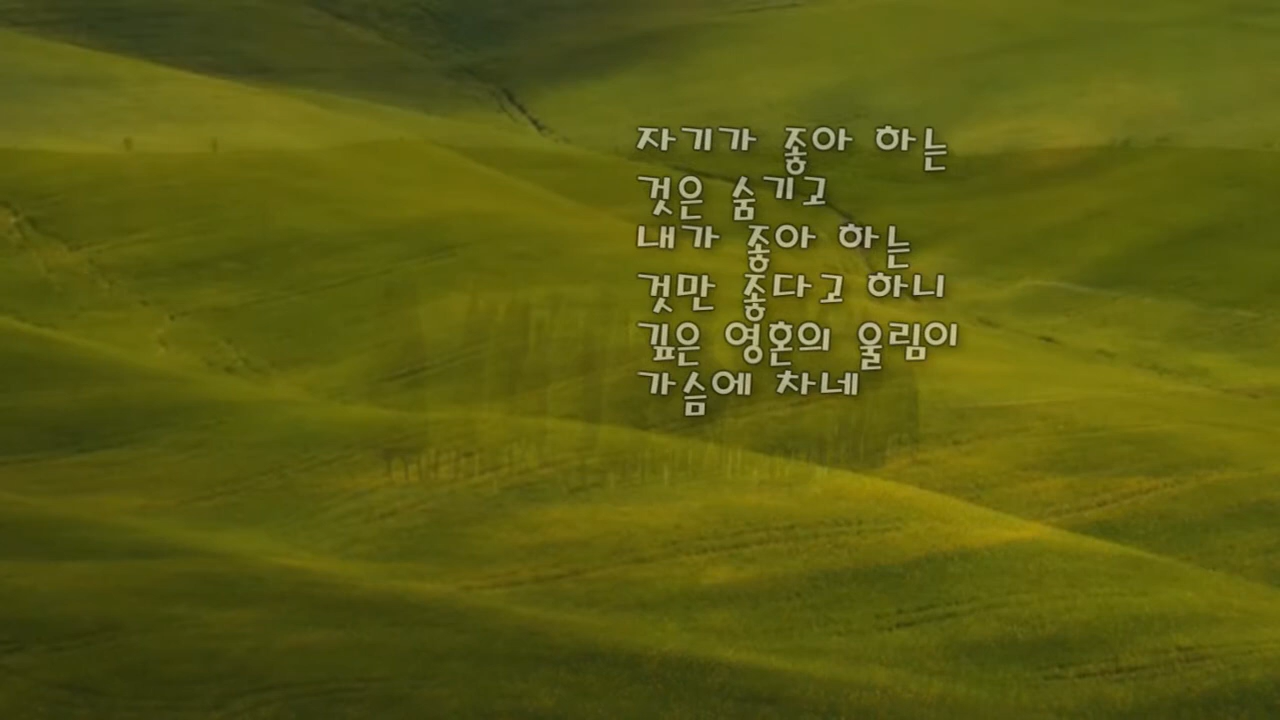 자기가 좋아 하는
것은 숨기고
내가 좋아 하는
것만 좋다고 하니
깊은 영혼의 울림이
가슴에 차네